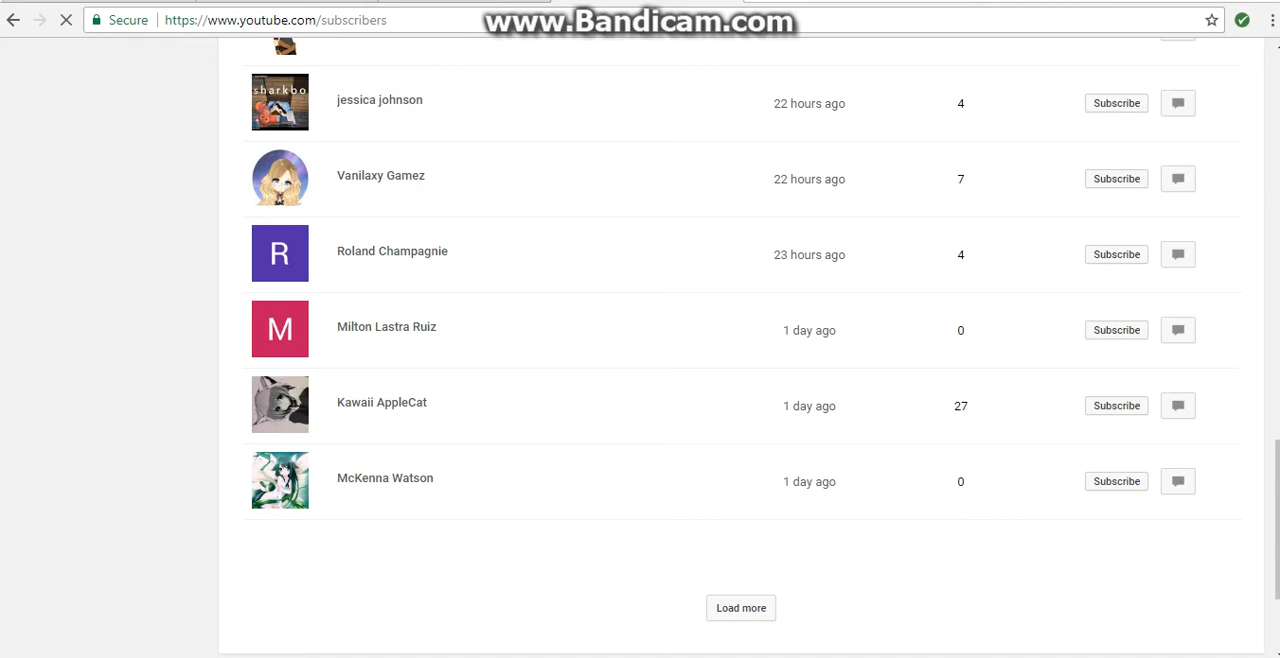 Secure https://www.youtube.com/subscribers
www.Bandicam.com
sharkbo
jessica johnson 22 hours ago 4 Subscribe
Vanilaxy Gamez 22 hours ago 7 Subscribe
R Roland Champagnie 23 hours ago 4 Subscribe
M Milton Lastra Ruiz 1 day ago 0 Subscribe
Kawaii AppleCat 1 day ago 27 Subscribe
McKenna Watson 1 day ago 0 Subscribe
Load more